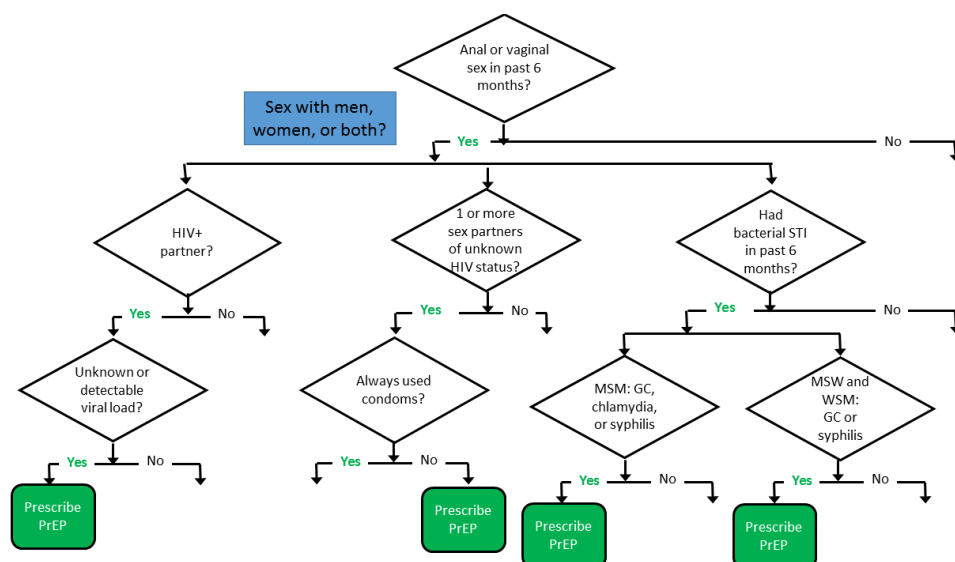 Anal or vaginal
sex in past 6
months?
Sex with men,
women, or both?
Yes
No
HIV+
partner?
1 or more
sex partners
of unknown
HIV status?
Had
bacterial STI
in past 6
months?
Yes
No
Yes
No
Yes
No
Unknown or
detectable
viral load?
Always used
condoms?
MSM: GC,
chlamydia,
or syphilis
MSW and
WSM:
GC or
syphilis
Yes
No
Yes
No
Yes
No
Yes
No
Prescribe
PrEP
Prescribe
PrEP
Prescribe
PrEP
Prescribe
PrEP